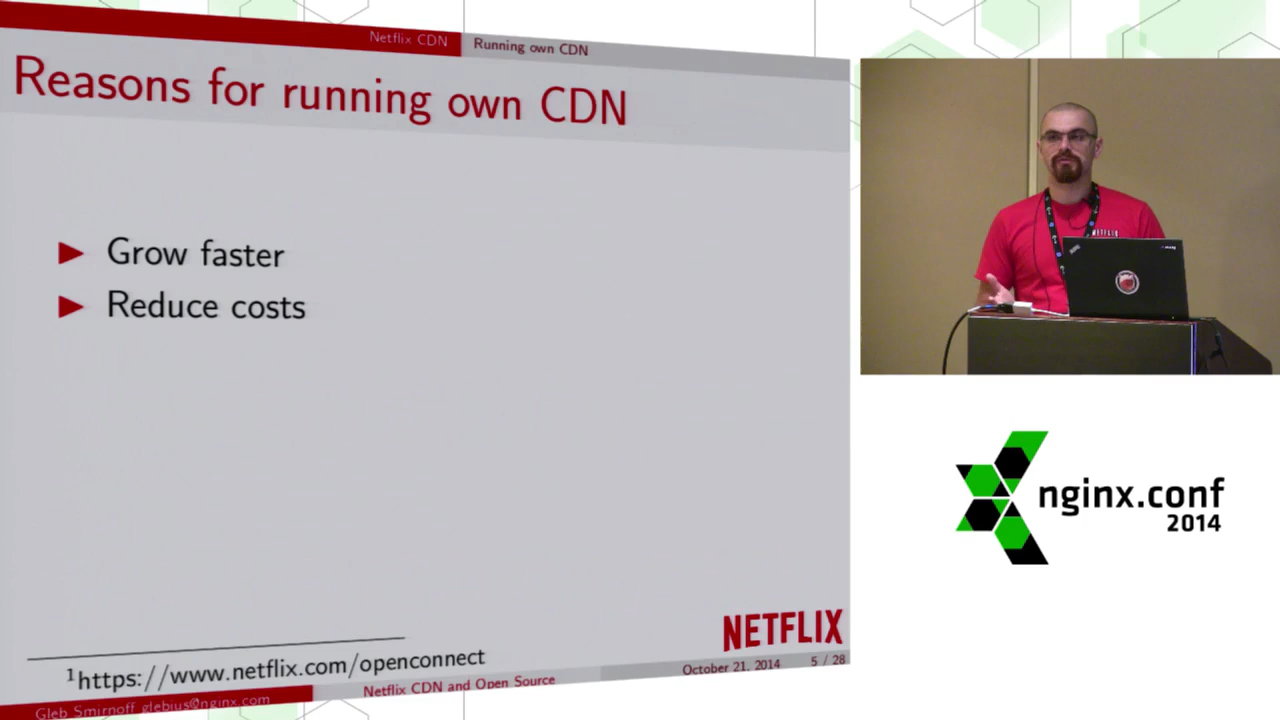 Netflix CDN
Running own CDN
Reasons for running own CDN
Grow faster
Reduce costs
NETFLIX
1https://www.netflix.com/openconnect
October 21, 2014
5 / 28
Gleb Smirnoff glebius@nginx.com
Netflix CDN and Open Source
NETFLIX
nginx.conf
2014